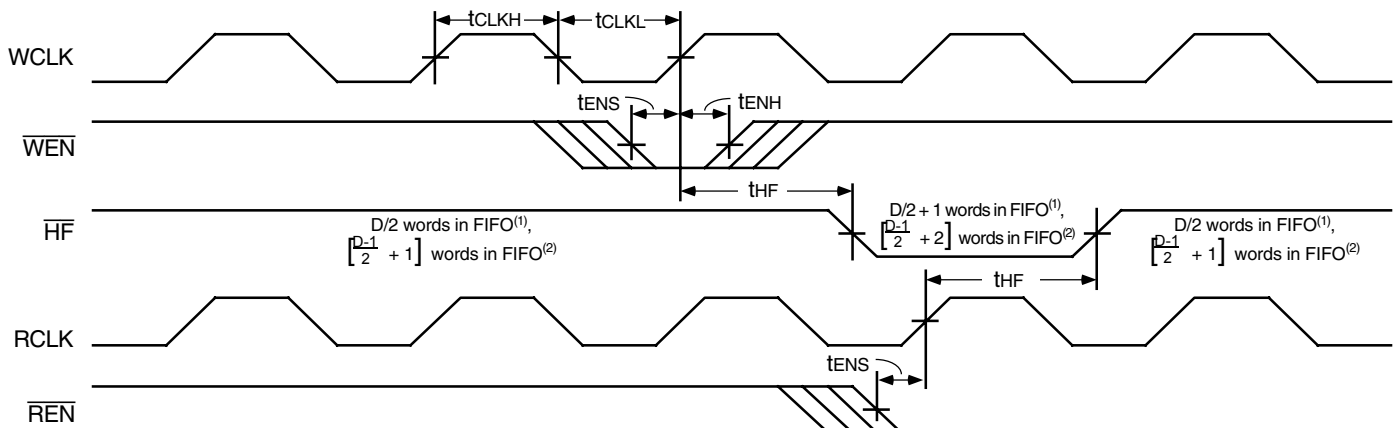 tCLKH tCLKL
WCLK
tENS tENH
WEN
tHF
HF
D/2 words in FIFO(1),
[D-1/2 + 1] words in FIFO(2)
D/2 + 1 words in FIFO(1),
[D-1/2 + 2] words in FIFO(2)
D/2 words in FIFO(1),
[D-1/2 + 1] words in FIFO(2)
tHF
RCLK
tENS
REN